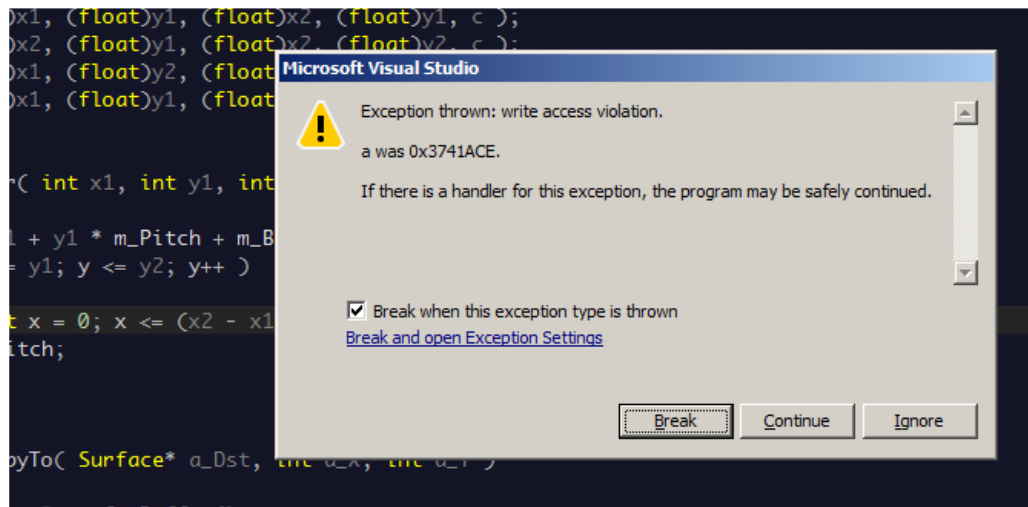 )x1, (float)y1, (float)x2, (float)y1, c );
)x2, (float)y1, (float)x2, (float)y2, c );
)x1, (float)y2, (float
)x1, (float)y1, (float
Microsoft Visual Studio
Exception thrown: write access violation.
a was 0x3741ACE.
If there is a handler for this exception, the program may be safely continued.
r( int x1, int y1, int
1 + y1 * m_Pitch + m_B
= y1; y <= y2; y++ )
t x = 0; x <= (x2 - x1
itch;
Break when this exception type is thrown
Break and open Exception Settings
Break Continue Ignore
pyTo( Surface* a_Dst, int a_X, int a_Y )